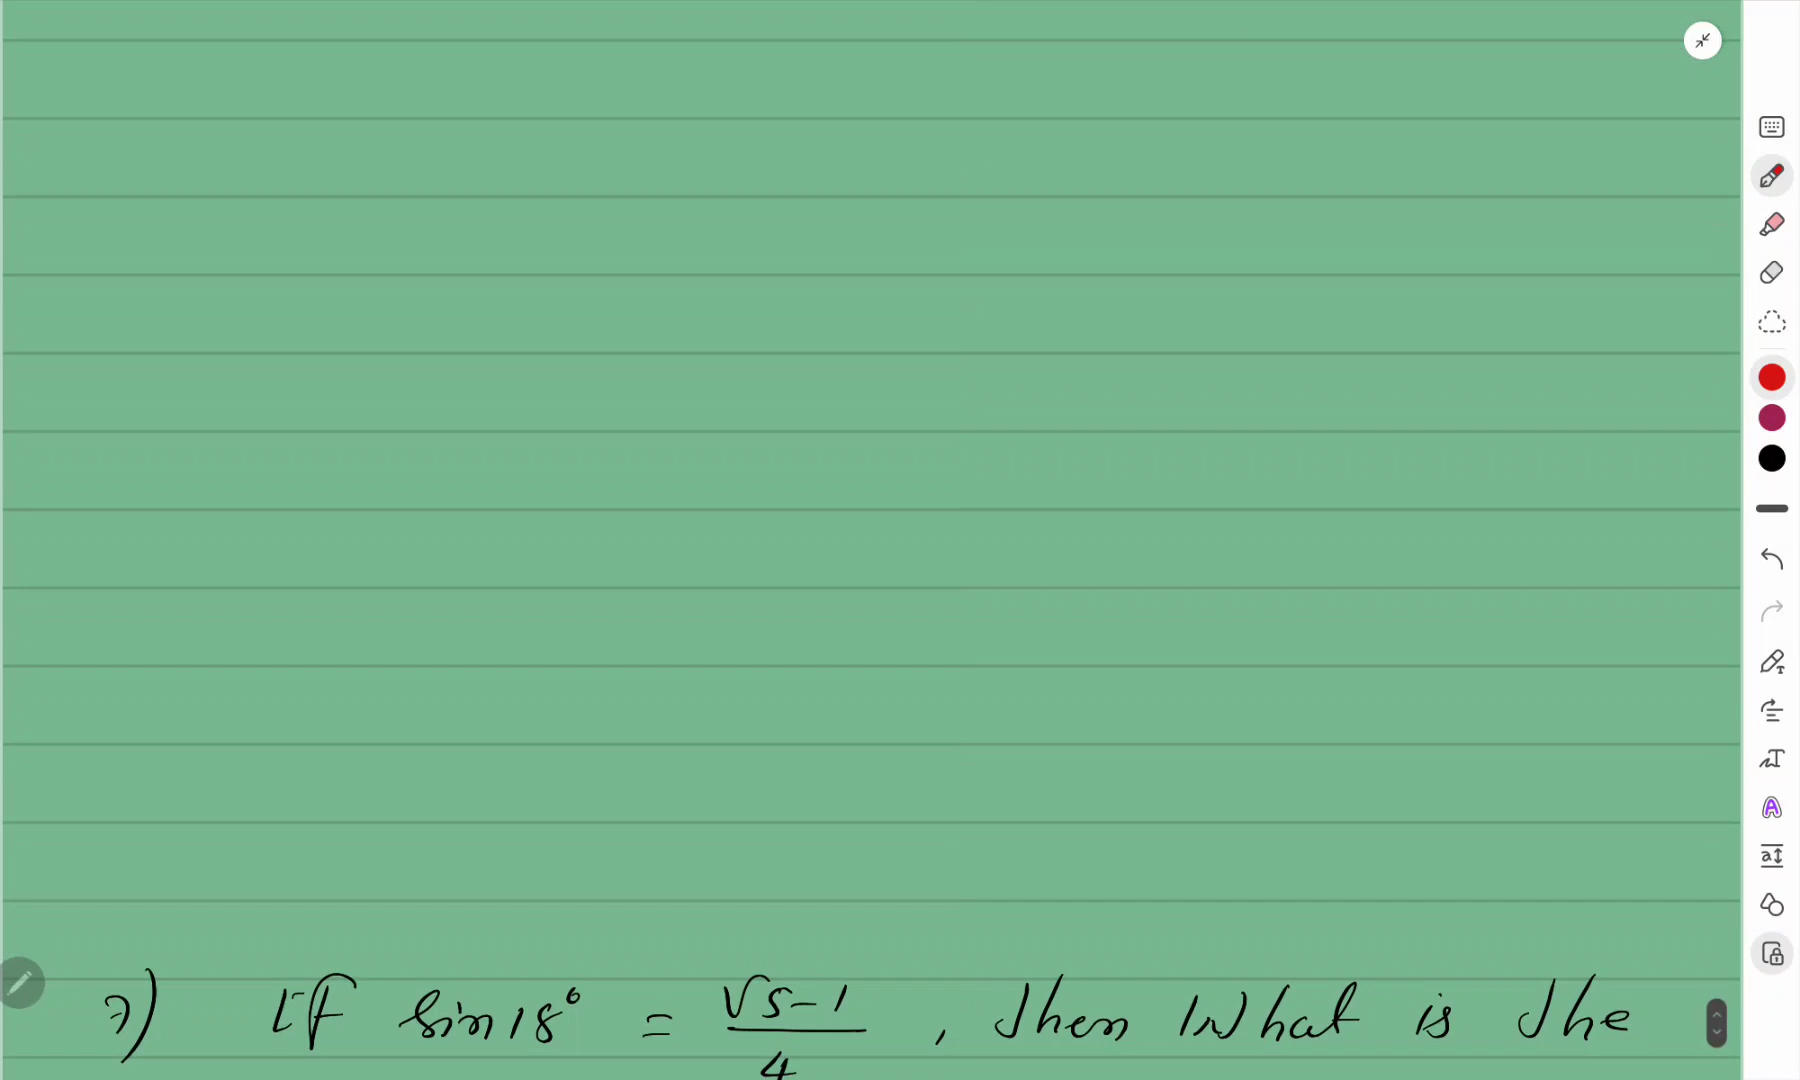 7) If sin18° = √5-1/4 , then What is the